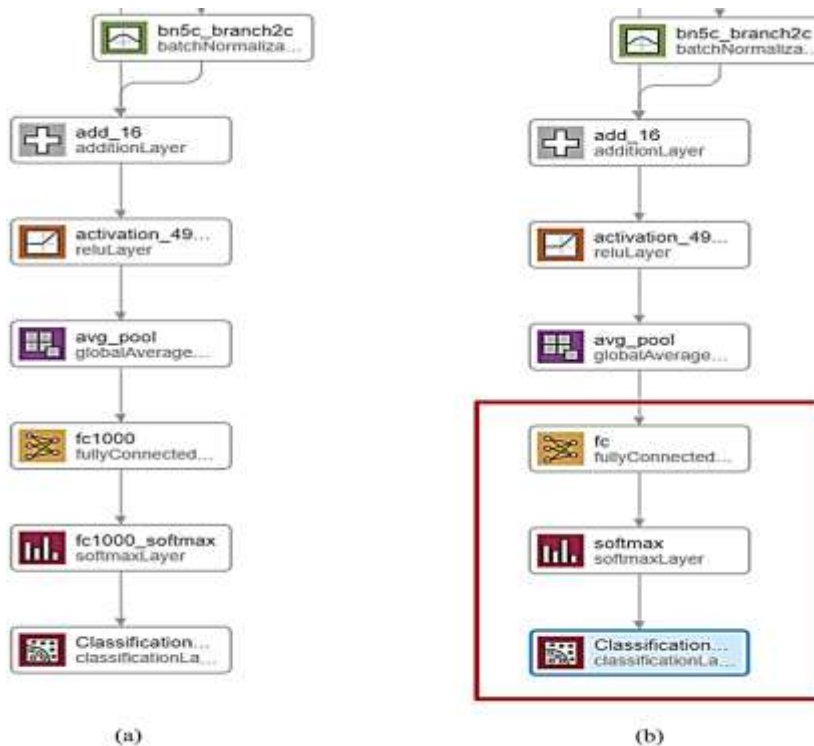 bn5c_branch2c
batchNormaliza...
add_16
additionLayer
activation_49...
reluLayer
avg_pool
globalAverage...
fc1000
fullyConnected...
fc1000_softmax
softmaxLayer
Classification...
classificationLa...
(a)
bn5c_branch2c
batchNormaliza...
add_16
additionLayer
activation_49...
reluLayer
avg_pool
globalAverage...
fc
fullyConnected...
softmax
softmaxLayer
Classification...
classificationLa...
(b)